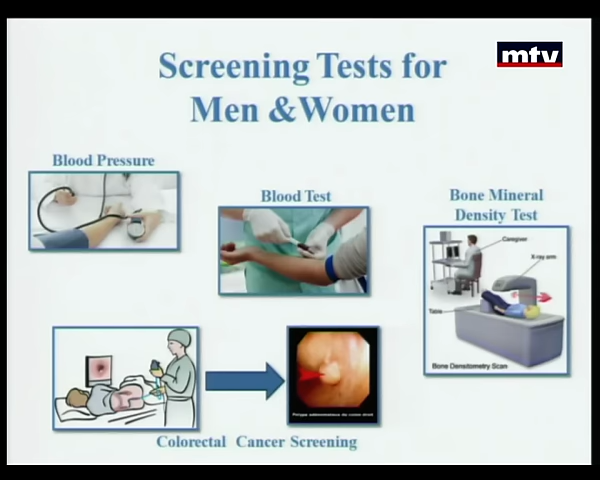 mtv
Screening Tests for
Men &Women
Blood Pressure
Blood Test
Bone Mineral
Density Test
Caregiver
X-ray arm
Table
Bone Densitometry Scan
Colorectal Cancer Screening